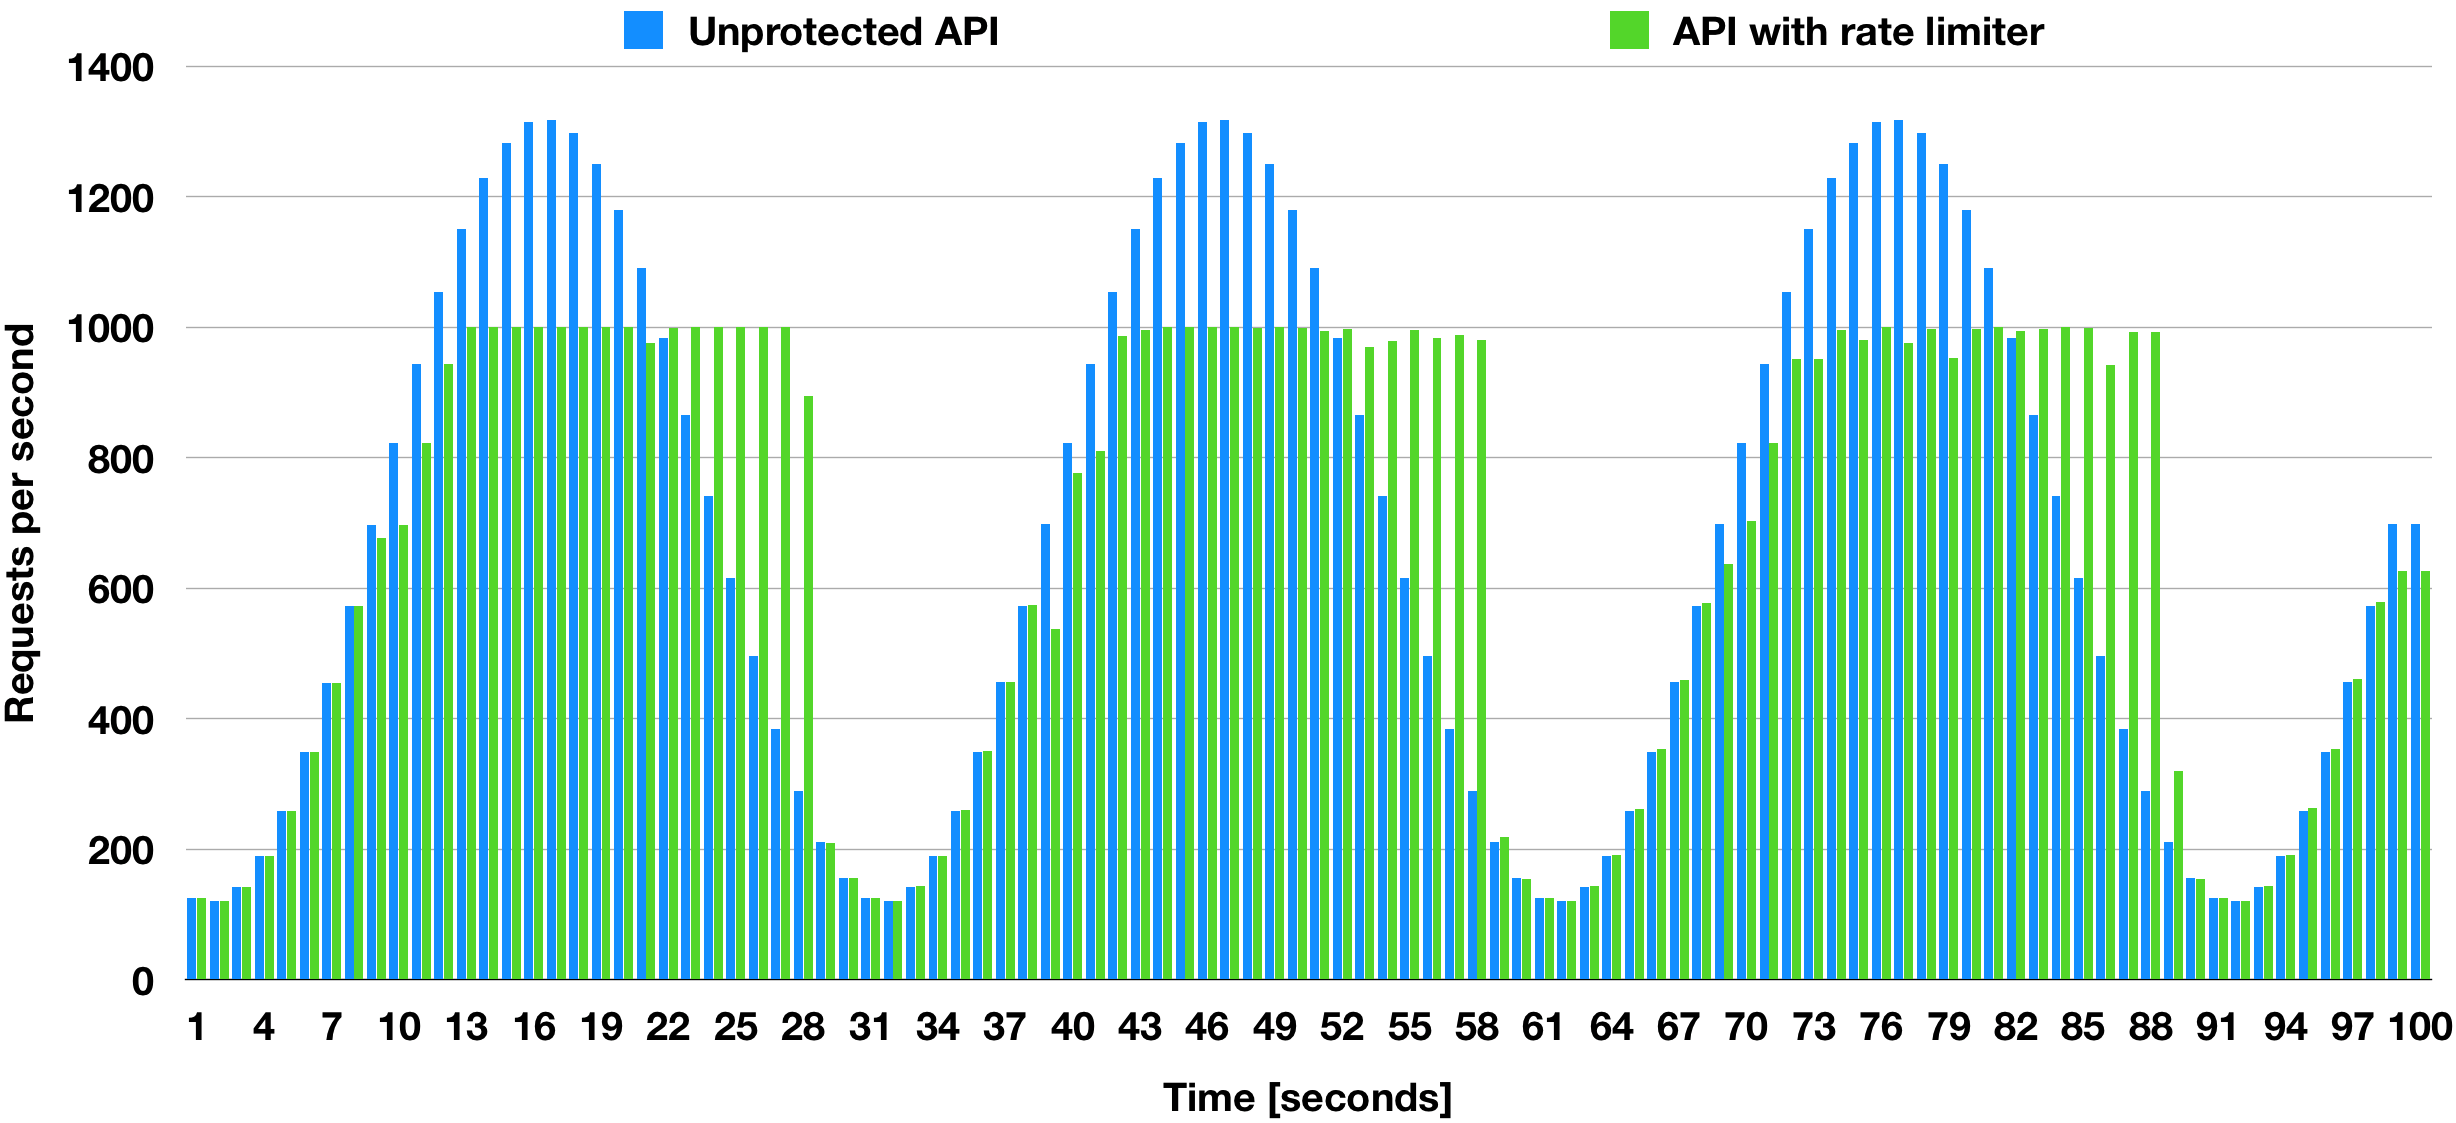 Unprotected API
API with rate limiter
1400
1200
1000
800
600
400
200
0
Requests per second
1 4 7 10 13 16 19 22 25 28 31 34 37 40 43 46 49 52 55 58 61 64 67 70 73 76 79 82 85 88 91 94 97 100
Time [seconds]